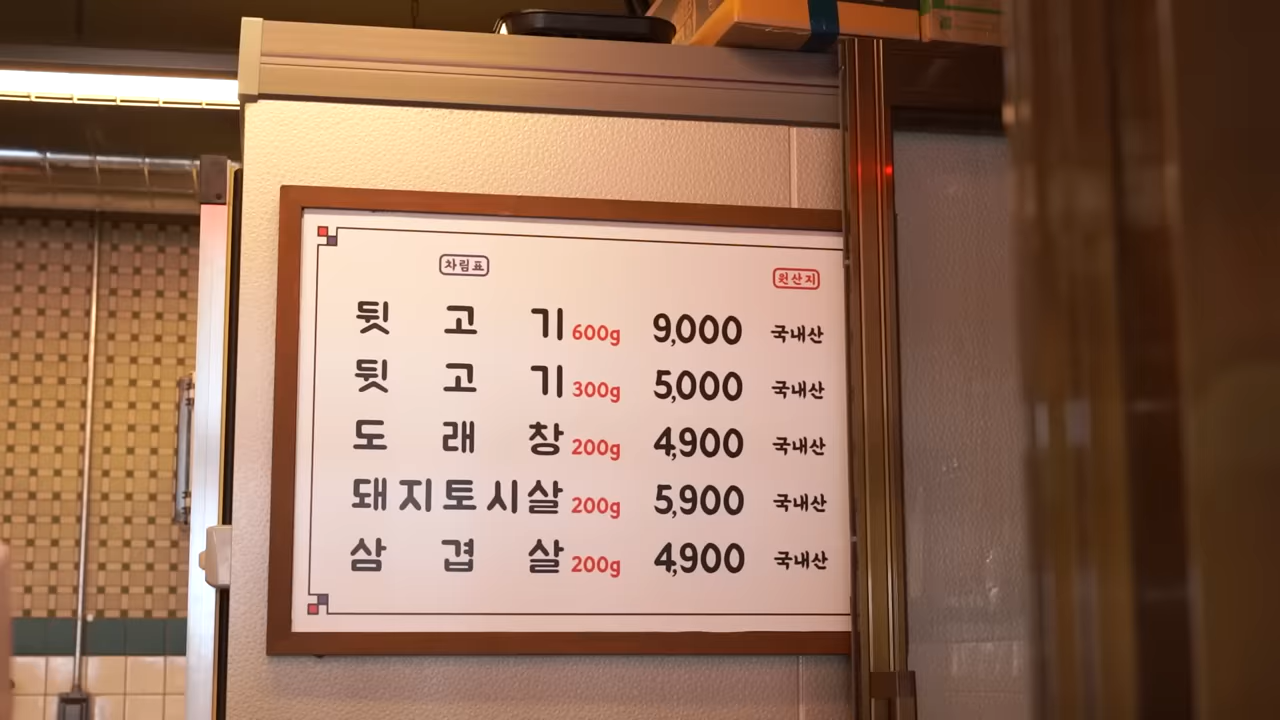 차림표 원산지
뒷고기 600g 9,000 국내산
뒷고기 300g 5,000 국내산
도래창 200g 4,900 국내산
돼지토시살 200g 5,900 국내산
삼겹살 200g 4,900 국내산